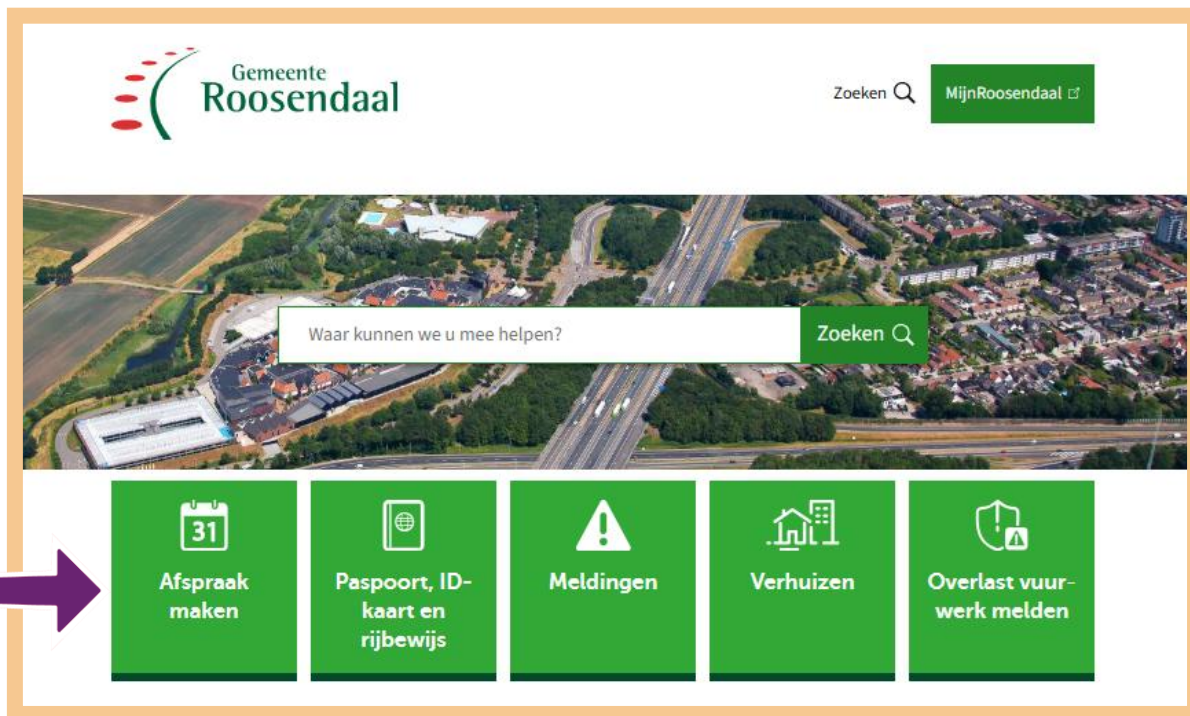 Gemeente
Roosendaal
Zoeken
MijnRoosendaal
Waar kunnen we u mee helpen?
Zoeken
31
Afspraak
maken
Paspoort, ID-
kaart en
rijbewijs
Meldingen
Verhuizen
Overlast vuur-
werk melden